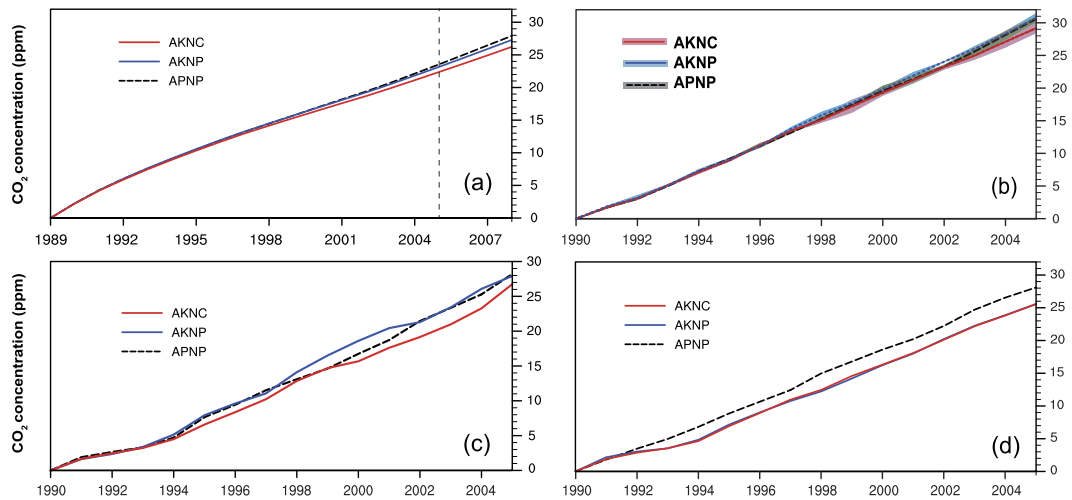 CO2 concentration (ppm)
AKNC
AKNP
APNP
(a)
30
25
20
15
10
5
0
1989 1992 1995 1998 2001 2004 2007
AKNC
AKNP
APNP
(b)
30
25
20
15
10
5
0
1990 1992 1994 1996 1998 2000 2002 2004
CO2 concentration (ppm)
AKNC
AKNP
APNP
(c)
30
25
20
15
10
5
0
1990 1992 1994 1996 1998 2000 2002 2004
AKNC
AKNP
APNP
(d)
30
25
20
15
10
5
0
1990 1992 1994 1996 1998 2000 2002 2004